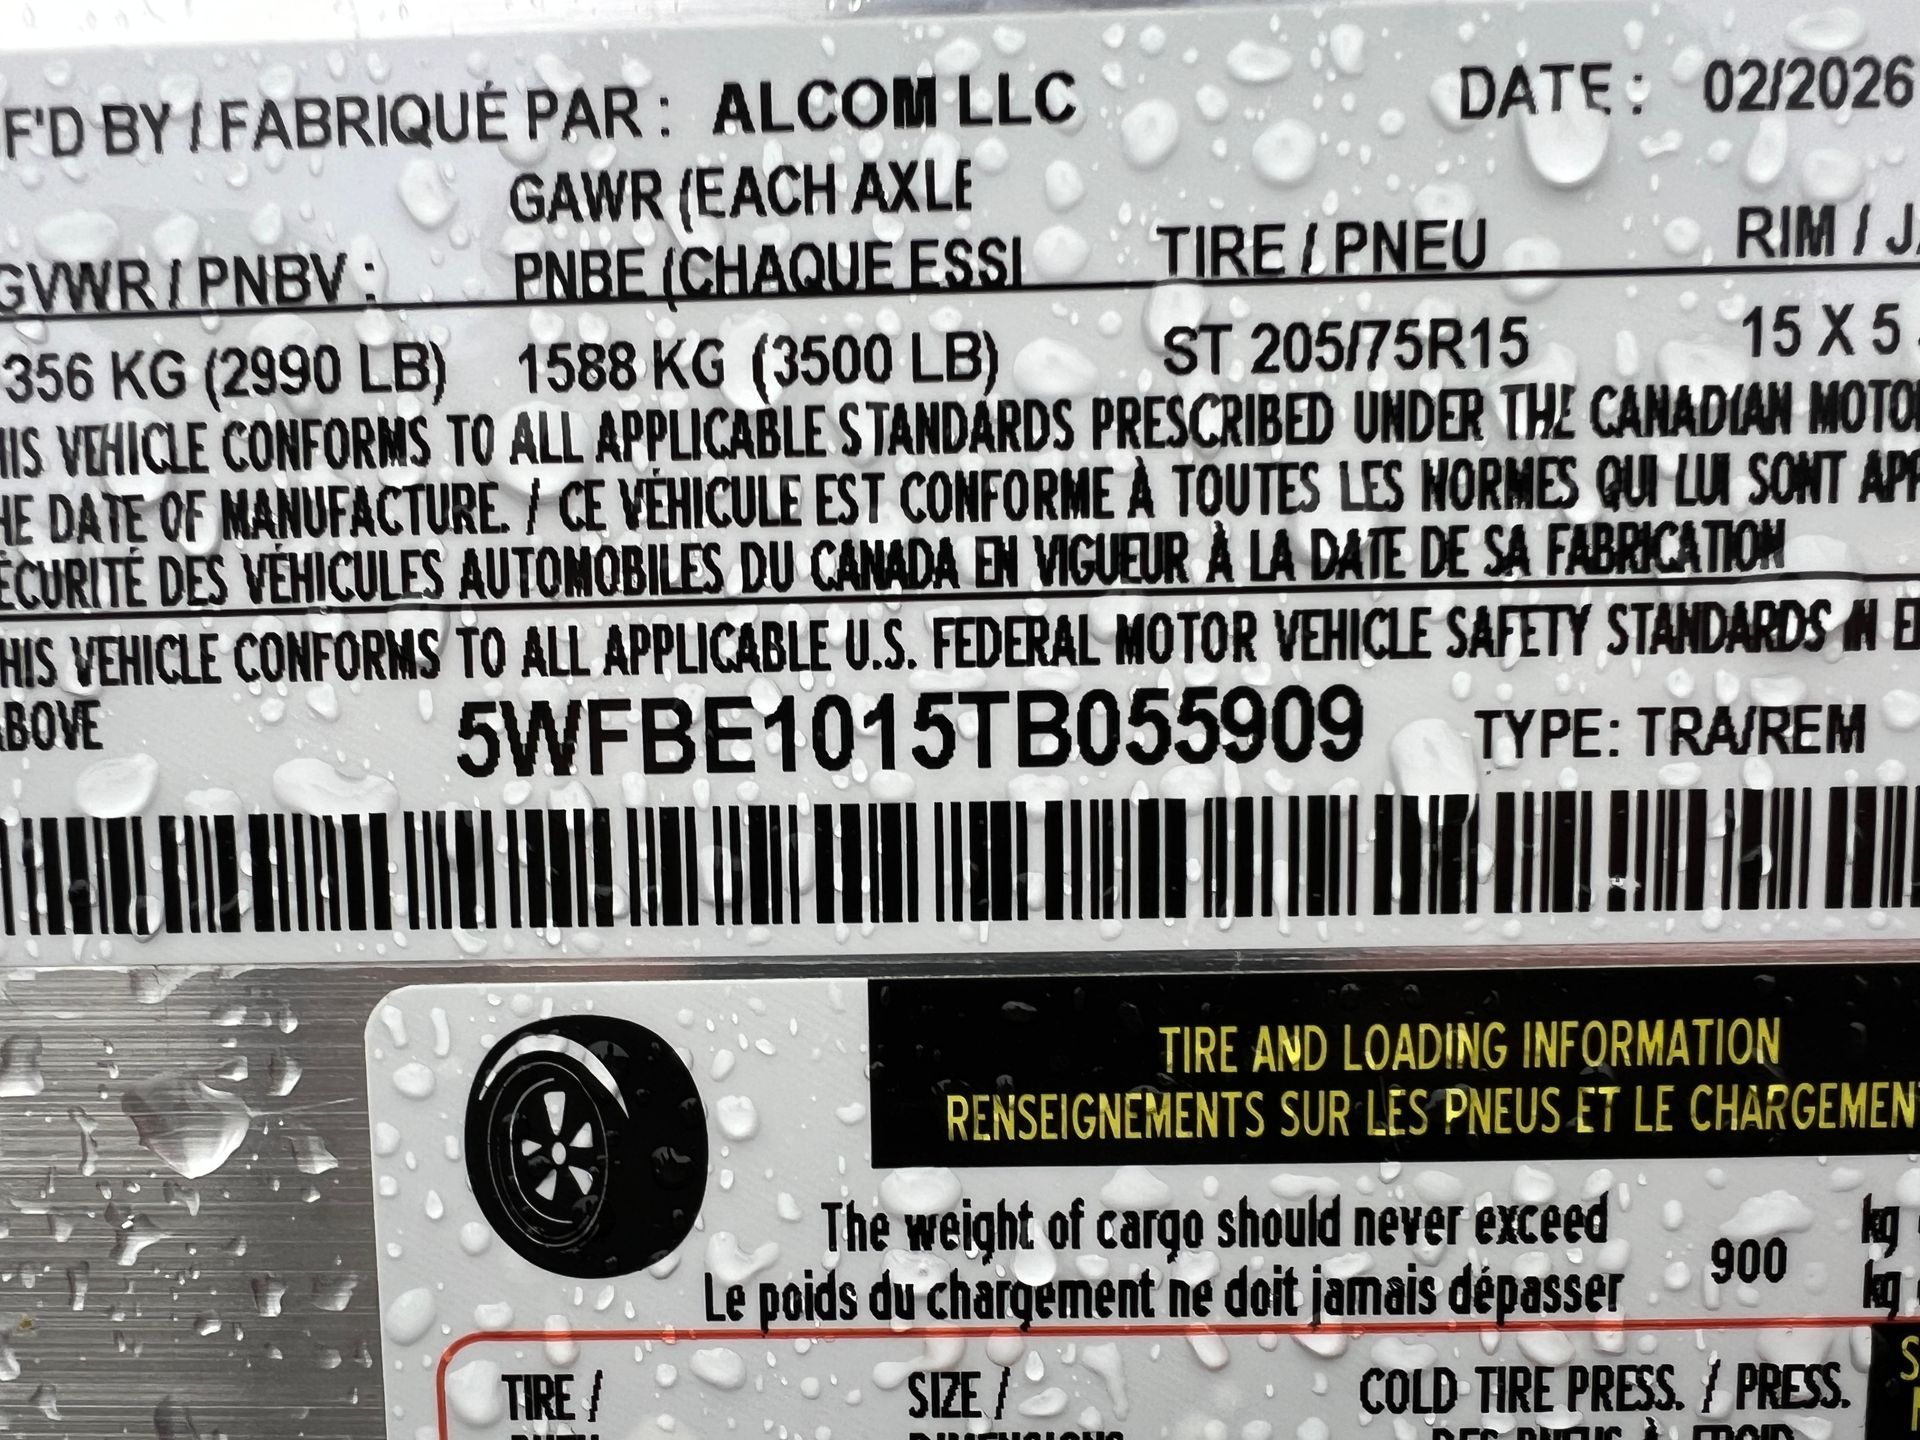 F'D BY / FABRIQUÉ PAR : ALCOM LLC DATE : 02/2026
GAWR (EACH AXLE
GVWR / PNBV : PNBE (CHAQUE ESSI TIRE / PNEU RIM / J
356 KG (2990 LB) 1588 KG (3500 LB) ST 205/75R15 15 X 5
HIS VEHICLE CONFORMS TO ALL APPLICABLE STANDARDS PRESCRIBED UNDER THE CANADIAN MOTO
HE DATE OF MANUFACTURE. / CE VÉHICULE EST CONFORME À TOUTES LES NORMES QUI LUI SONT APP
ÉCURITÉ DES VÉHICULES AUTOMOBILES DU CANADA EN VIGUEUR À LA DATE DE SA FABRICATION
HIS VEHICLE CONFORMS TO ALL APPLICABLE U.S. FEDERAL MOTOR VEHICLE SAFETY STANDARDS IN E
ABOVE 5WFBE1015TB055909 TYPE: TRA/REM
TIRE AND LOADING INFORMATION
RENSEIGNEMENTS SUR LES PNEUS ET LE CHARGEMEN
The weight of cargo should never exceed 900 kg
Le poids du chargement ne doit jamais dépasser kg
TIRE / SIZE / COLD TIRE PRESS. / PRESS.
DIMENSIONS DES PNEUS À FROID